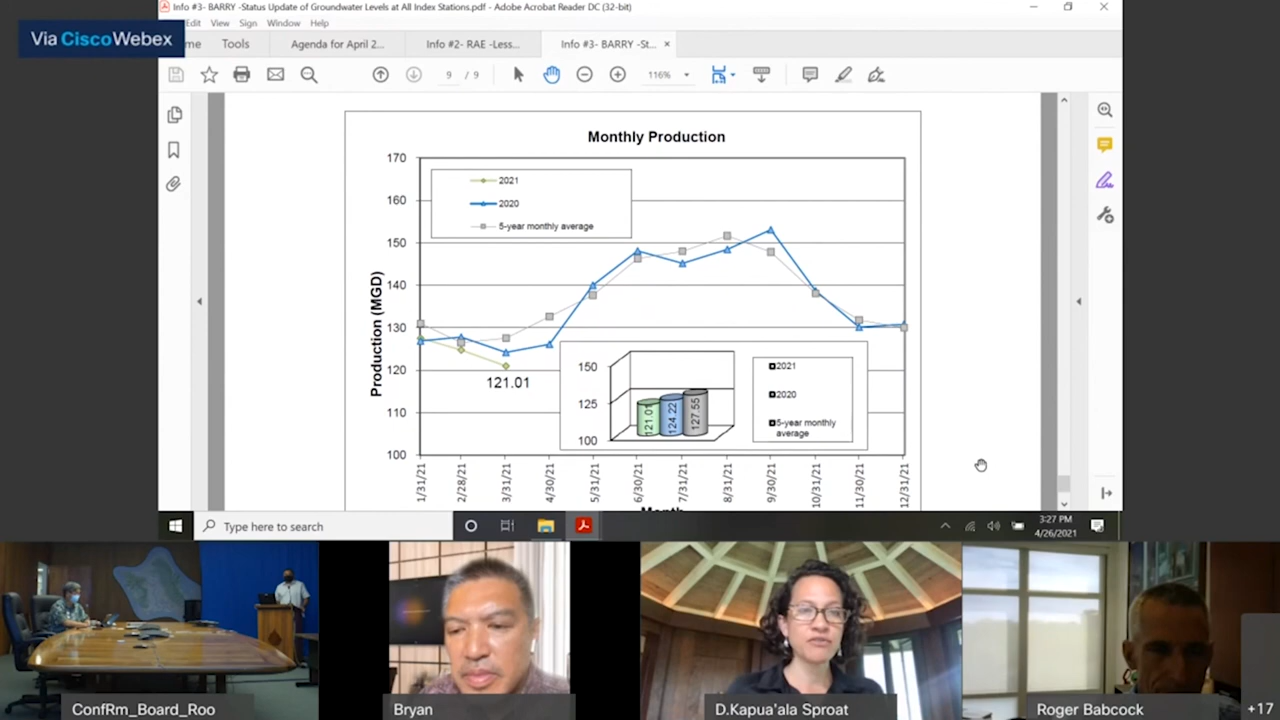 Info #3- BARRY -Status Update of Groundwater Levels at All Index Stations.pdf - Adobe Acrobat Reader DC (32-bit)
Edit View Sign Window Help
Via CiscoWebex
me Tools Agenda for April 2... Info #2- RAE -Less... Info #3- BARRY -St... ×
9 / 9 116%
Monthly Production
170
160
150
140
130
120
110
100
Production (MGD)
2021
2020
5-year monthly average
121.01
150
125
100
121.01
124.22
127.55
2021
2020
5-year monthly
average
1/31/21
2/28/21
3/31/21
4/30/21
5/31/21
6/30/21
7/31/21
8/31/21
9/30/21
10/31/21
11/30/21
12/31/21
Month
Type here to search
3:27 PM
4/26/2021
ConfRm_Board_Roo
Bryan
D.Kapua'ala Sproat
Roger Babcock
+17